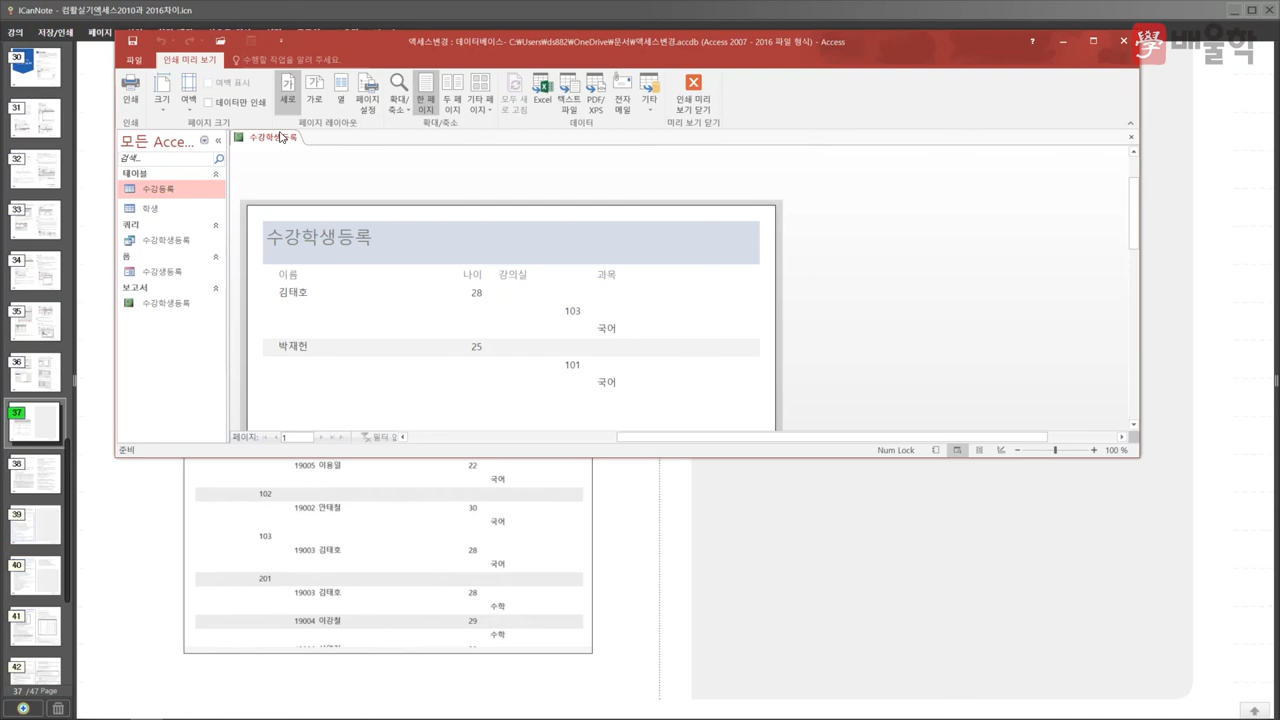 ICanNote - 컴활실기엑세스2010과 2016차이.icn
강의 저장/인쇄 페이지
學 배울학
액세스변경 : 데이터베이스- C:₩Users₩ds882₩OneDrive₩문서₩액세스변경.accdb (Access 2007 - 2016 파일 형식) - Access
파일 인쇄 미리 보기 수행할 작업을 알려 주세요.
인쇄 크기 여백 여백 표시 데이터만 인쇄 세로 가로 열 페이지 설정 확대/축소 한 페이지 두 페이지 기타 페이지 모두 새로 고침 Excel 텍스트 파일 PDF/XPS 전자 메일 기타 인쇄 미리 보기 닫기
인쇄 페이지 크기 페이지 레이아웃 확대/축소 데이터 미리 보기 닫기
모든 Acce...
검색...
테이블
수강등록
학생
쿼리
수강학생등록
폼
수강생등록
보고서
수강학생등록
수강학생등록
수강학생등록
이름 나이 강의실 과목
김태호 28
103
국어
박재헌 25
101
국어
페이지: 1 필터
준비 Num Lock 100 %
19005 이용열 22
국어
102
19002 안태철 30
국어
103
19003 김태호 28
국어
201
19003 김태호 28
수학
19004 이강철 29
수학
30
31
32
33
34
35
36
37
38
39
40
41
42
37 /47 Page